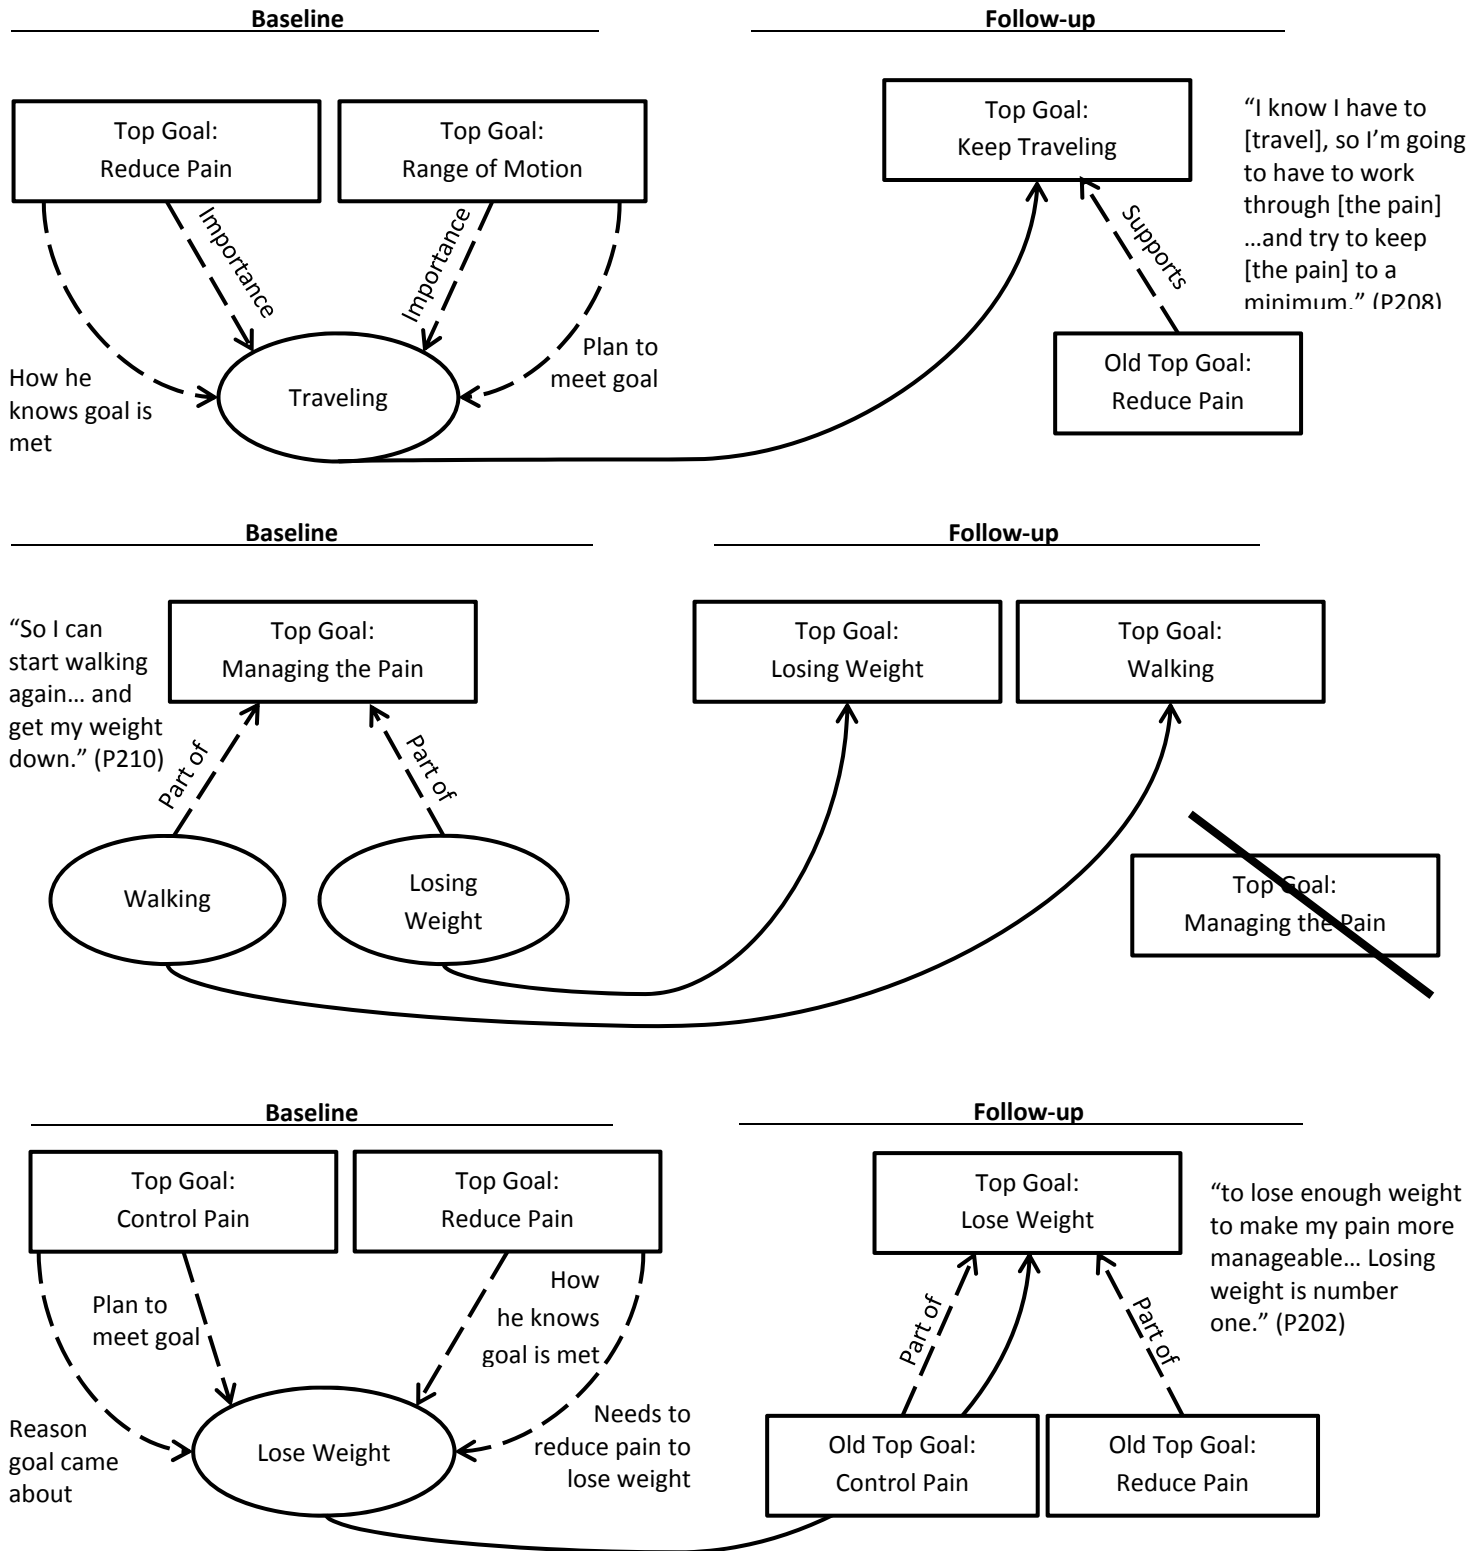 Baseline
Follow-up
Top Goal:
Reduce Pain
Top Goal:
Range of Motion
Importance
Importance
How he
knows goal is
met
Plan to
meet goal
Traveling
Top Goal:
Keep Traveling
Supports
Old Top Goal:
Reduce Pain
“I know I have to
[travel], so I’m going
to have to work
through [the pain]
…and try to keep
[the pain] to a
minimum.” (P208)
Baseline
Follow-up
“So I can
start walking
again… and
get my weight
down.” (P210)
Top Goal:
Managing the Pain
Part of
Part of
Walking
Losing
Weight
Top Goal:
Losing Weight
Top Goal:
Walking
Top Goal:
Managing the Pain
Baseline
Follow-up
Top Goal:
Control Pain
Top Goal:
Reduce Pain
Plan to
meet goal
How
he knows
goal is met
Reason
goal came
about
Needs to
reduce pain to
lose weight
Lose Weight
Top Goal:
Lose Weight
Part of
Part of
Old Top Goal:
Control Pain
Old Top Goal:
Reduce Pain
“to lose enough weight
to make my pain more
manageable… Losing
weight is number
one.” (P202)